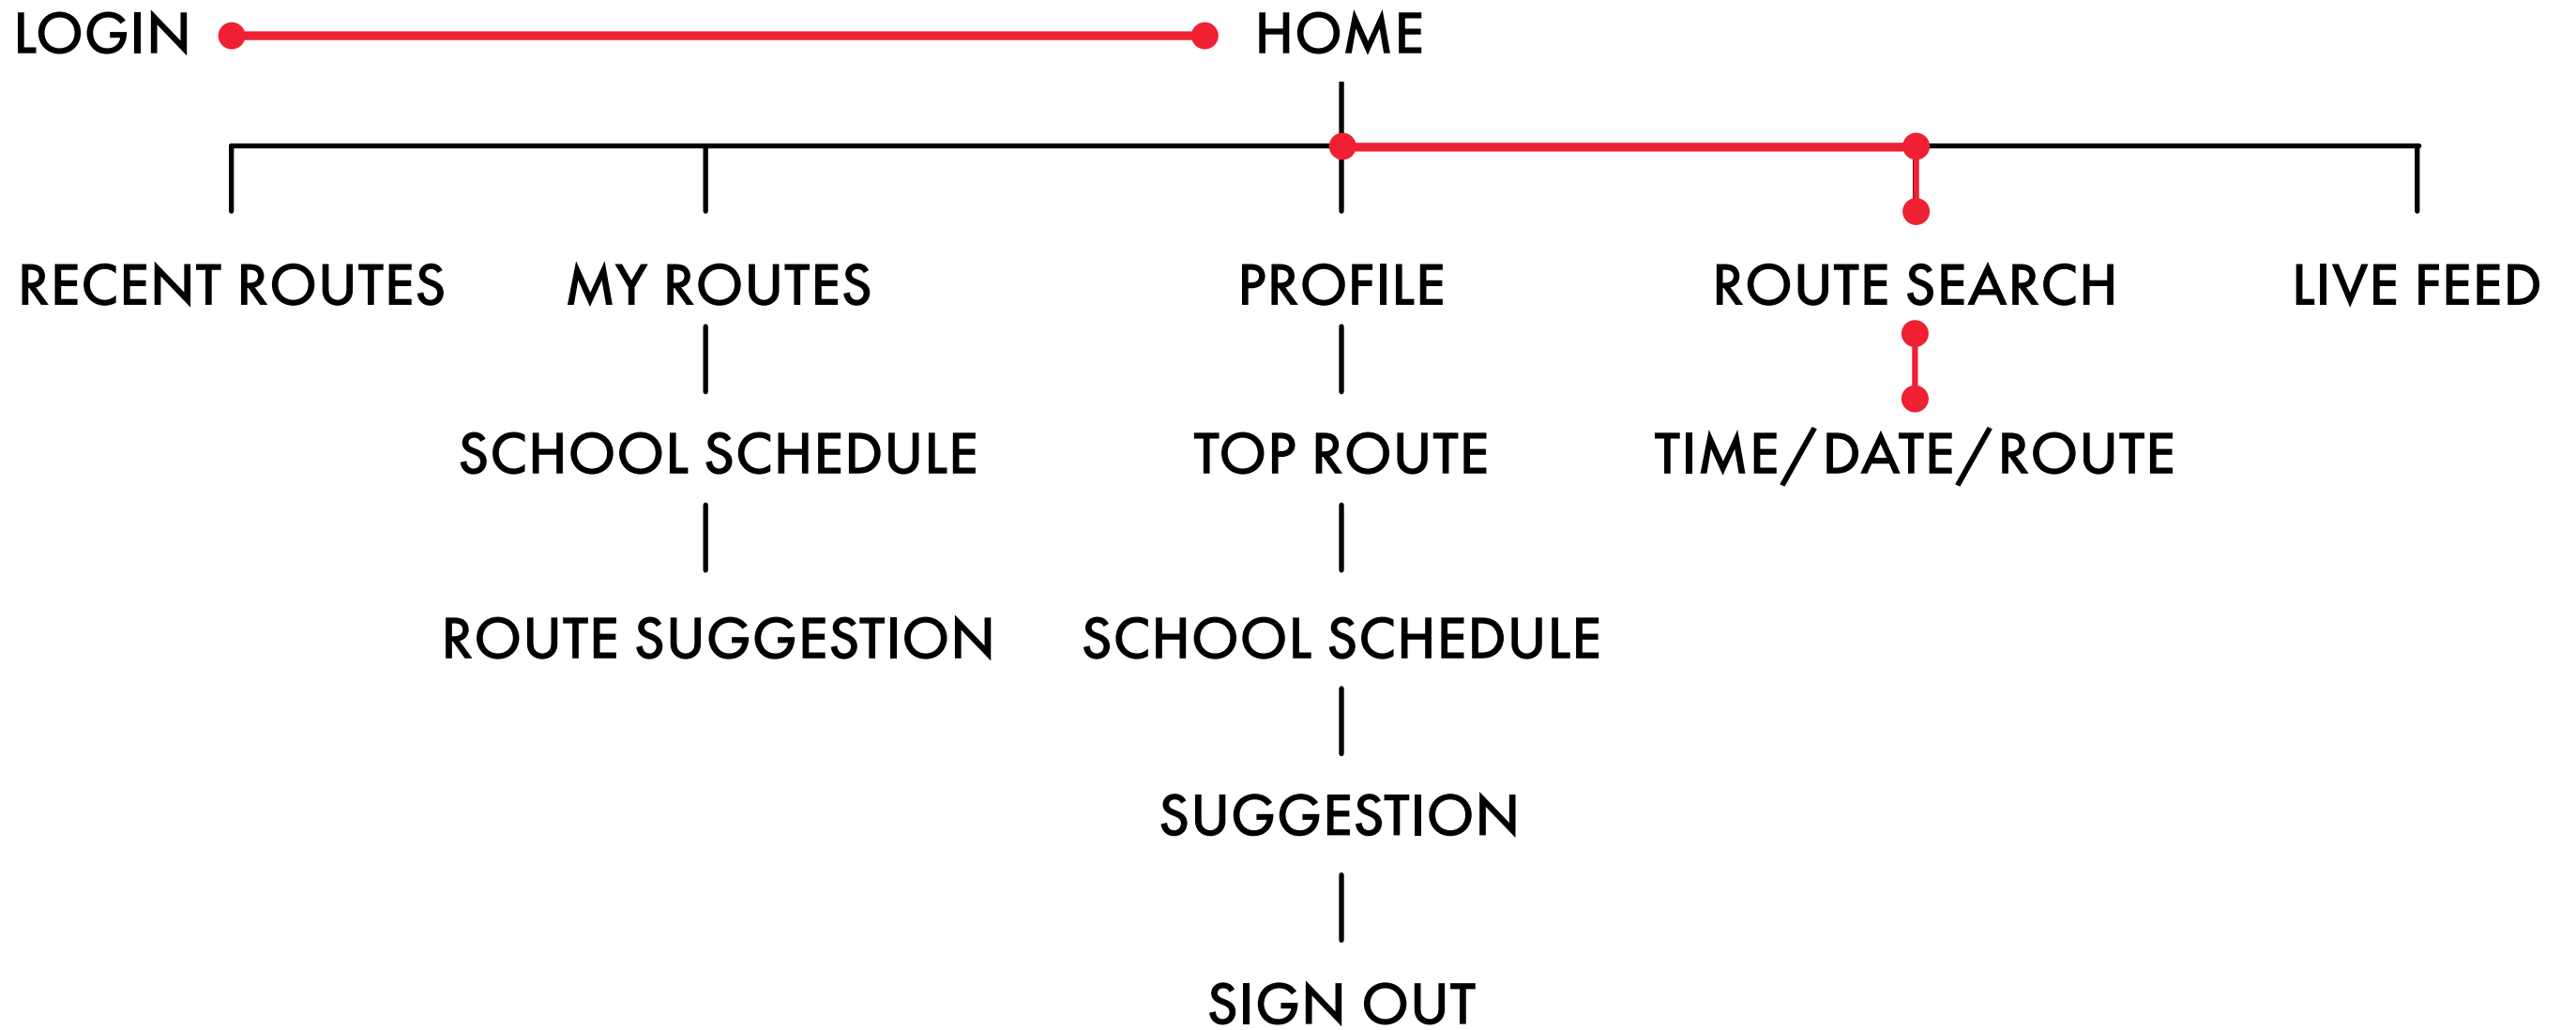 LOGIN
HOME
RECENT ROUTES
MY ROUTES
PROFILE
ROUTE SEARCH
LIVE FEED
SCHOOL SCHEDULE
TOP ROUTE
TIME/DATE/ROUTE
ROUTE SUGGESTION
SCHOOL SCHEDULE
SUGGESTION
SIGN OUT